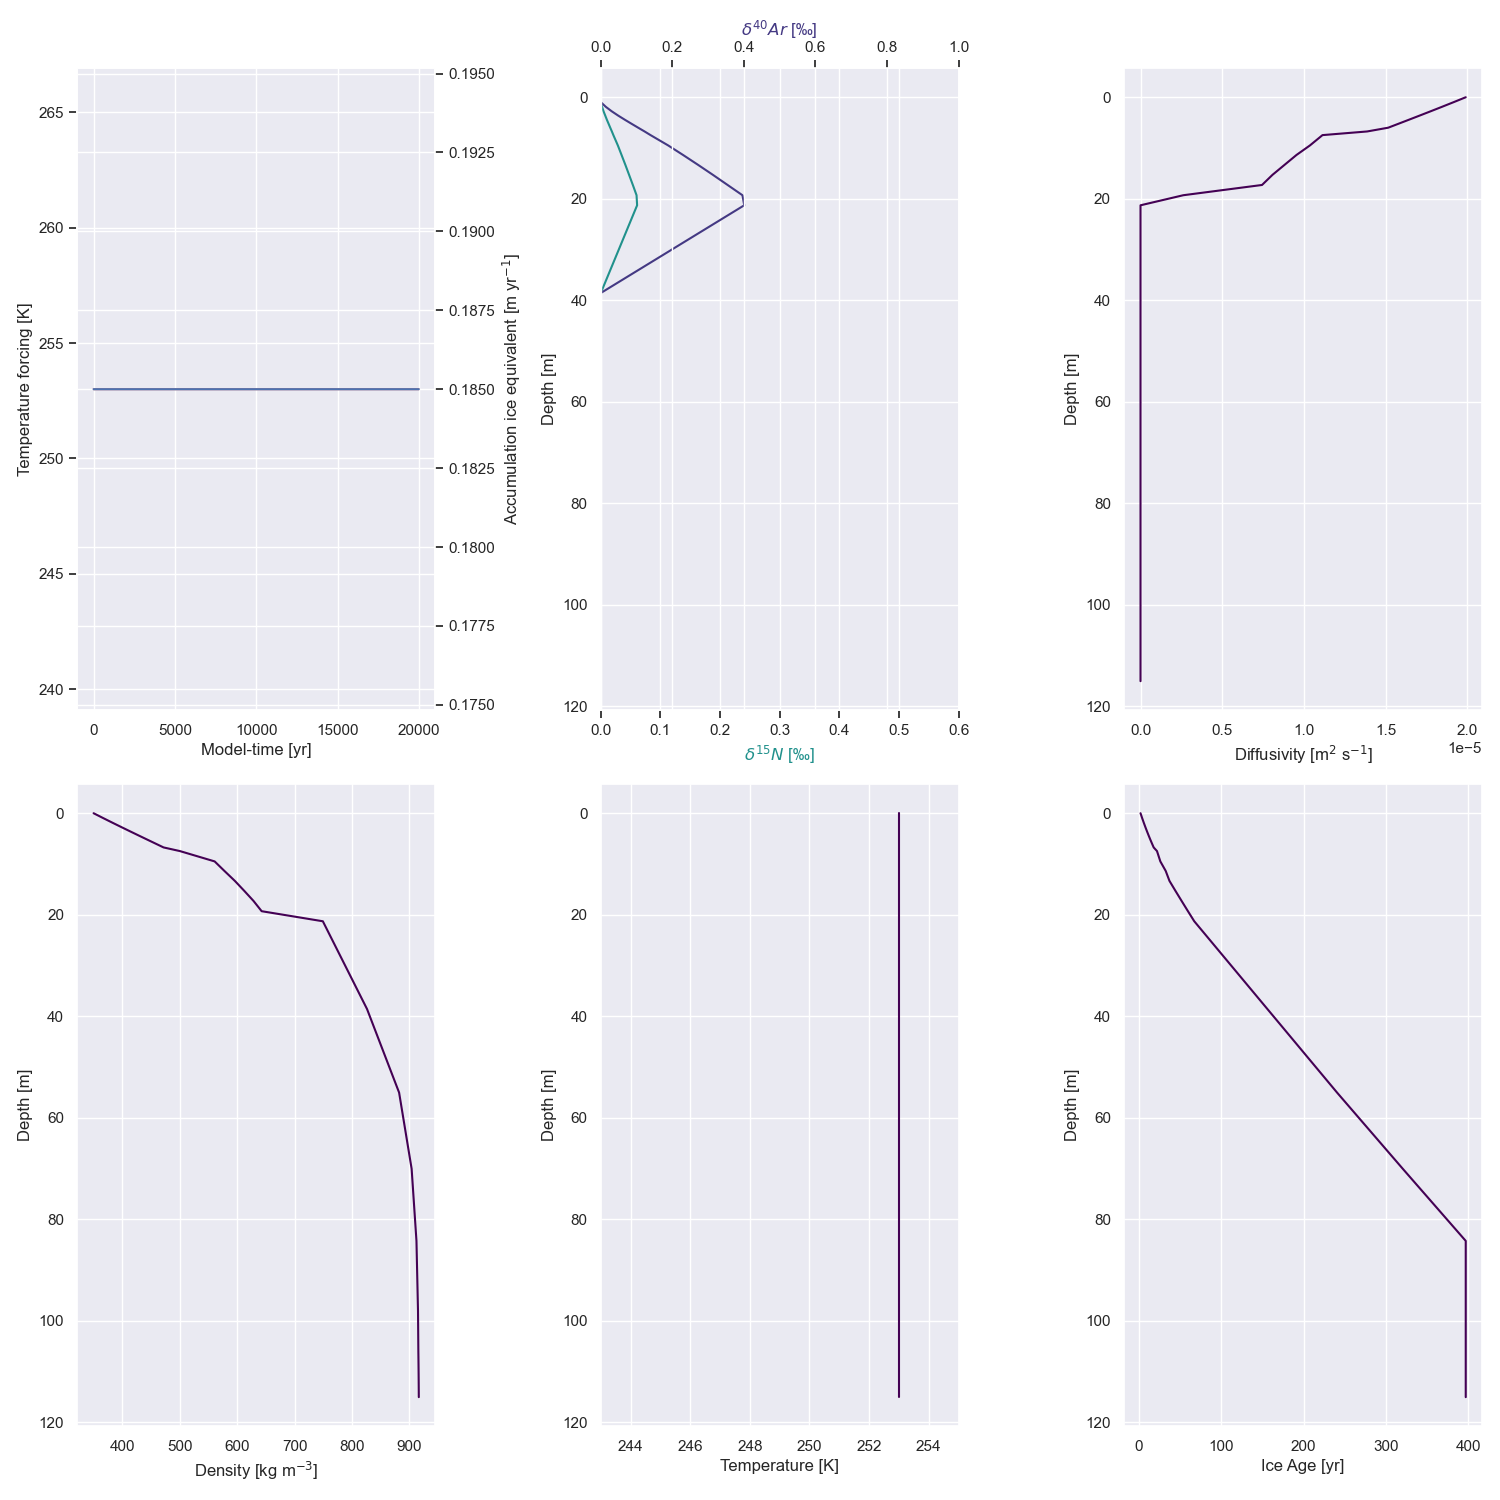 δ⁴⁰Ar [‰]
0.0 0.2 0.4 0.6 0.8 1.0
265
260
255
250
245
240
Temperature forcing [K]
0 5000 10000 15000 20000
Model-time [yr]
0.1950
0.1925
0.1900
0.1875
0.1850
0.1825
0.1800
0.1775
0.1750
Accumulation ice equivalent [m yr⁻¹]
0
20
40
60
80
100
120
Depth [m]
0.0 0.1 0.2 0.3 0.4 0.5 0.6
δ¹⁵N [‰]
0
20
40
60
80
100
120
Depth [m]
0.0 0.5 1.0 1.5 2.0
1e−5
Diffusivity [m² s⁻¹]
0
20
40
60
80
100
120
Depth [m]
400 500 600 700 800 900
Density [kg m⁻³]
0
20
40
60
80
100
120
Depth [m]
244 246 248 250 252 254
Temperature [K]
0
20
40
60
80
100
120
Depth [m]
0 100 200 300 400
Ice Age [yr]